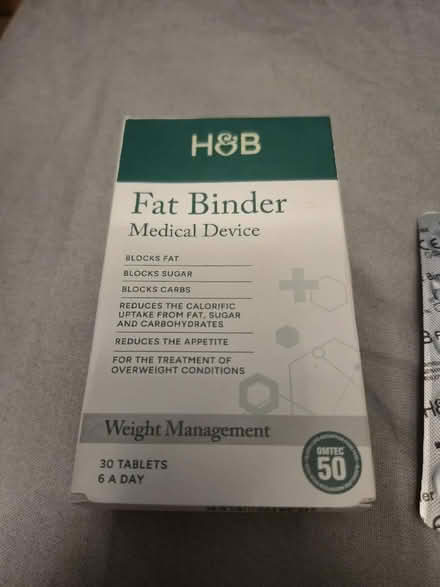 H&B
Fat Binder
Medical Device
BLOCKS FAT
BLOCKS SUGAR
BLOCKS CARBS
REDUCES THE CALORIFIC
UPTAKE FROM FAT, SUGAR
AND CARBOHYDRATES
REDUCES THE APPETITE
FOR THE TREATMENT OF
OVERWEIGHT CONDITIONS
Weight Management
30 TABLETS
6 A DAY
OMTEC
50